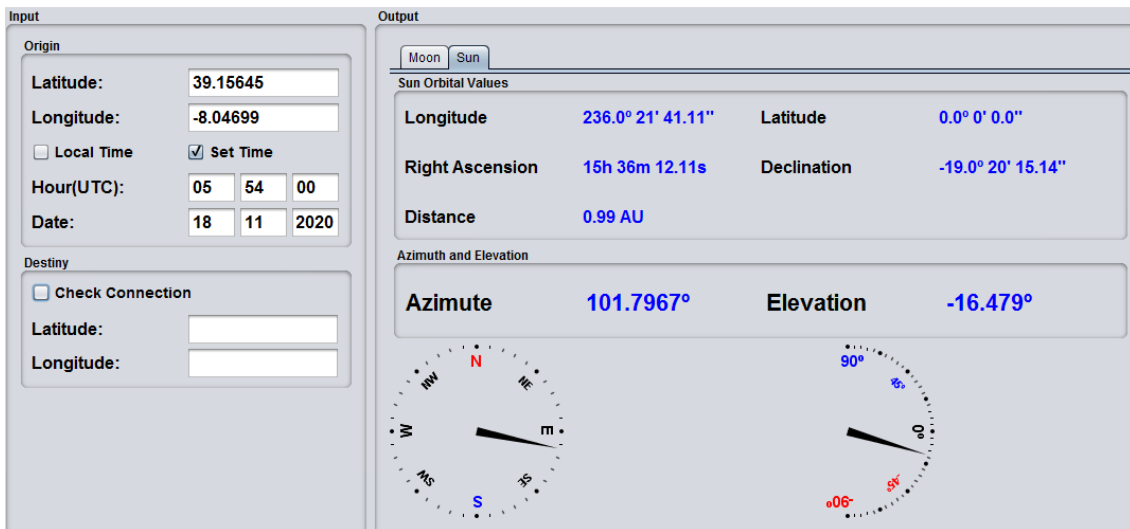 Input
Origin
Latitude: 39.15645
Longitude: -8.04699
Local Time Set Time
Hour(UTC): 05 54 00
Date: 18 11 2020
Destiny
Check Connection
Latitude:
Longitude:
Output
Moon Sun
Sun Orbital Values
Longitude 236.0º 21' 41.11'' Latitude 0.0º 0' 0.0''
Right Ascension 15h 36m 12.11s Declination -19.0º 20' 15.14''
Distance 0.99 AU
Azimuth and Elevation
Azimute 101.7967º Elevation -16.479º
N
NW NE
W E
SW SE
S
90º
45º
0º
-45º
-90º